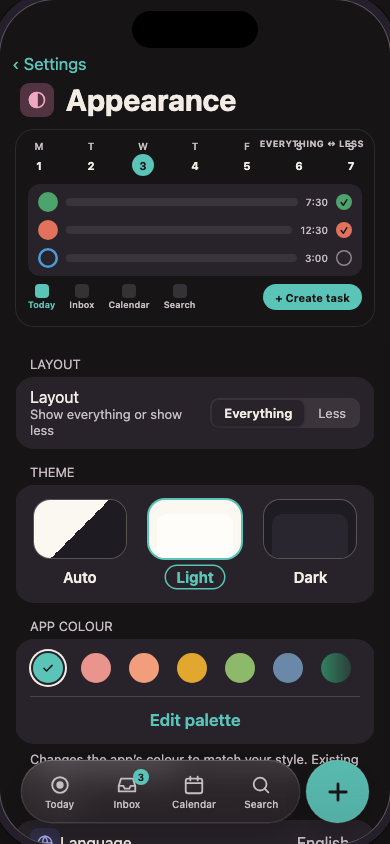 ‹ Settings
Appearance
EVERYTHING ⇔ LESS
M T W T F S S
1 2 3 4 5 6 7
7:30
12:30
3:00
Today Inbox Calendar Search
+ Create task
LAYOUT
Layout
Show everything or show
less
Everything Less
THEME
Auto Light Dark
APP COLOUR
Edit palette
Changes the app's colour to match your style. Existing
3
Today Inbox Calendar Search
Language English